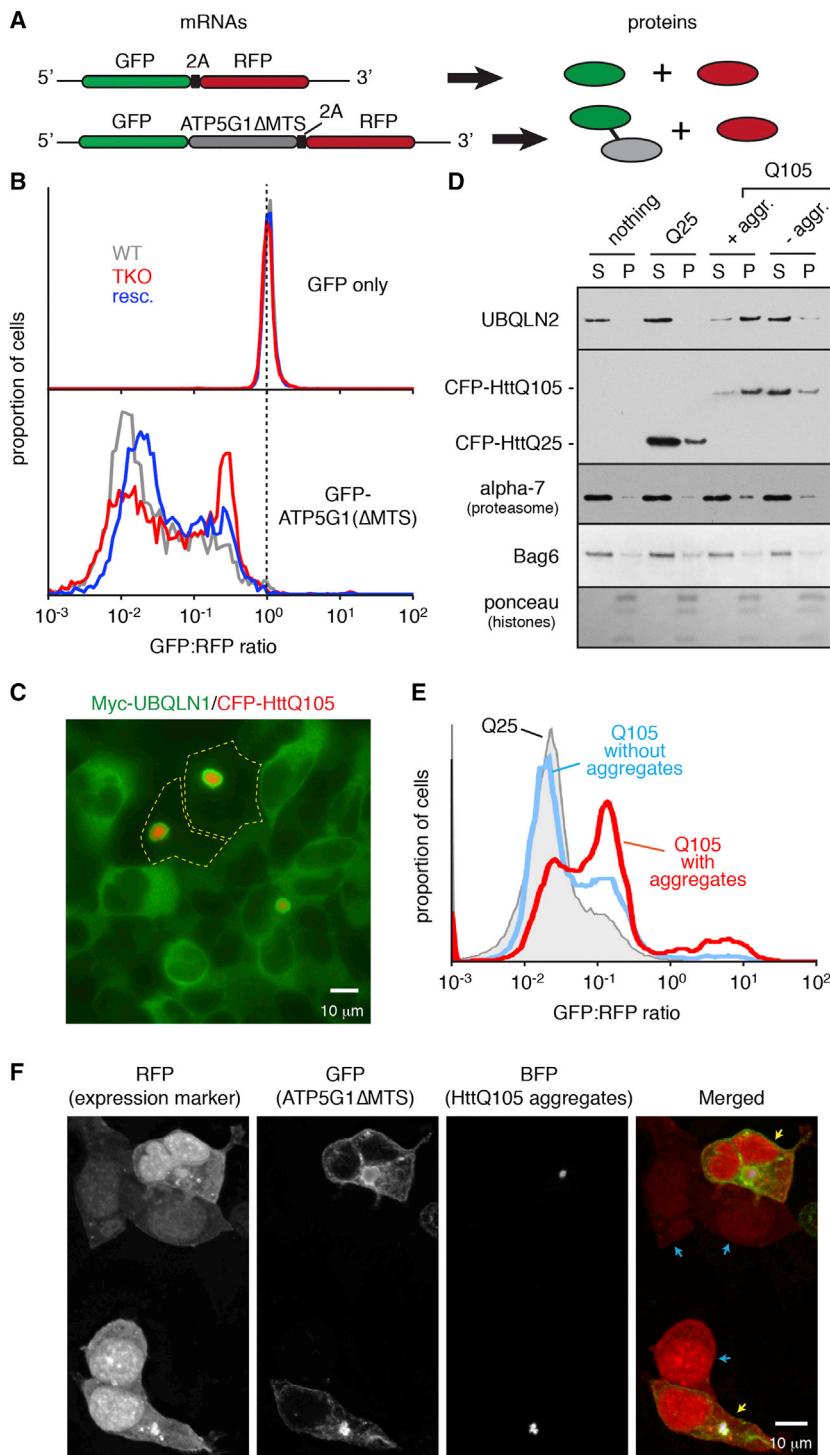 A
mRNAs
proteins
GFP 2A RFP
5’ 3’
+
GFP ATP5G1ΔMTS 2A RFP
5’ 3’
+
B
WT
TKO
resc.
GFP only
GFP-
ATP5G1(ΔMTS)
proportion of cells
10-3 10-2 10-1 100 101 102
GFP:RFP ratio
C
Myc-UBQLN1/CFP-HttQ105
10 μm
D
Q105
nothing Q25 + aggr. - aggr.
S P S P S P S P
UBQLN2
CFP-HttQ105 -
CFP-HttQ25 -
alpha-7
(proteasome)
Bag6
ponceau
(histones)
E
Q25
Q105
without
aggregates
Q105
with
aggregates
proportion of cells
10-3 10-2 10-1 100 101 102
GFP:RFP ratio
F
RFP
(expression marker)
GFP
(ATP5G1ΔMTS)
BFP
(HttQ105 aggregates)
Merged
10 μm